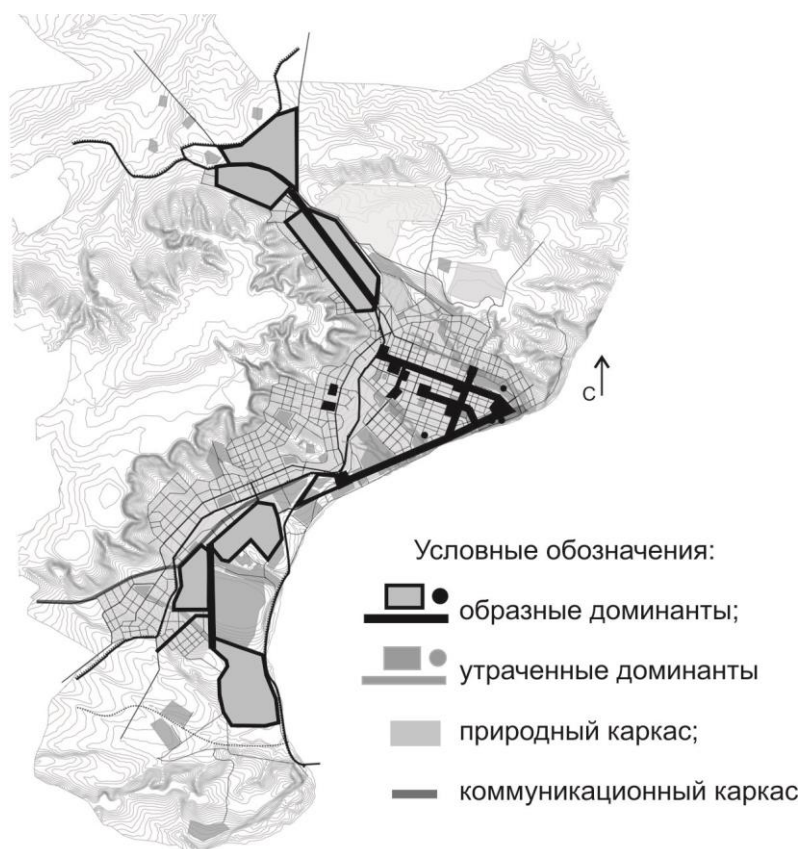 С
Условные обозначения:
образные доминанты;
утраченные доминанты
природный каркас;
коммуникационный каркас